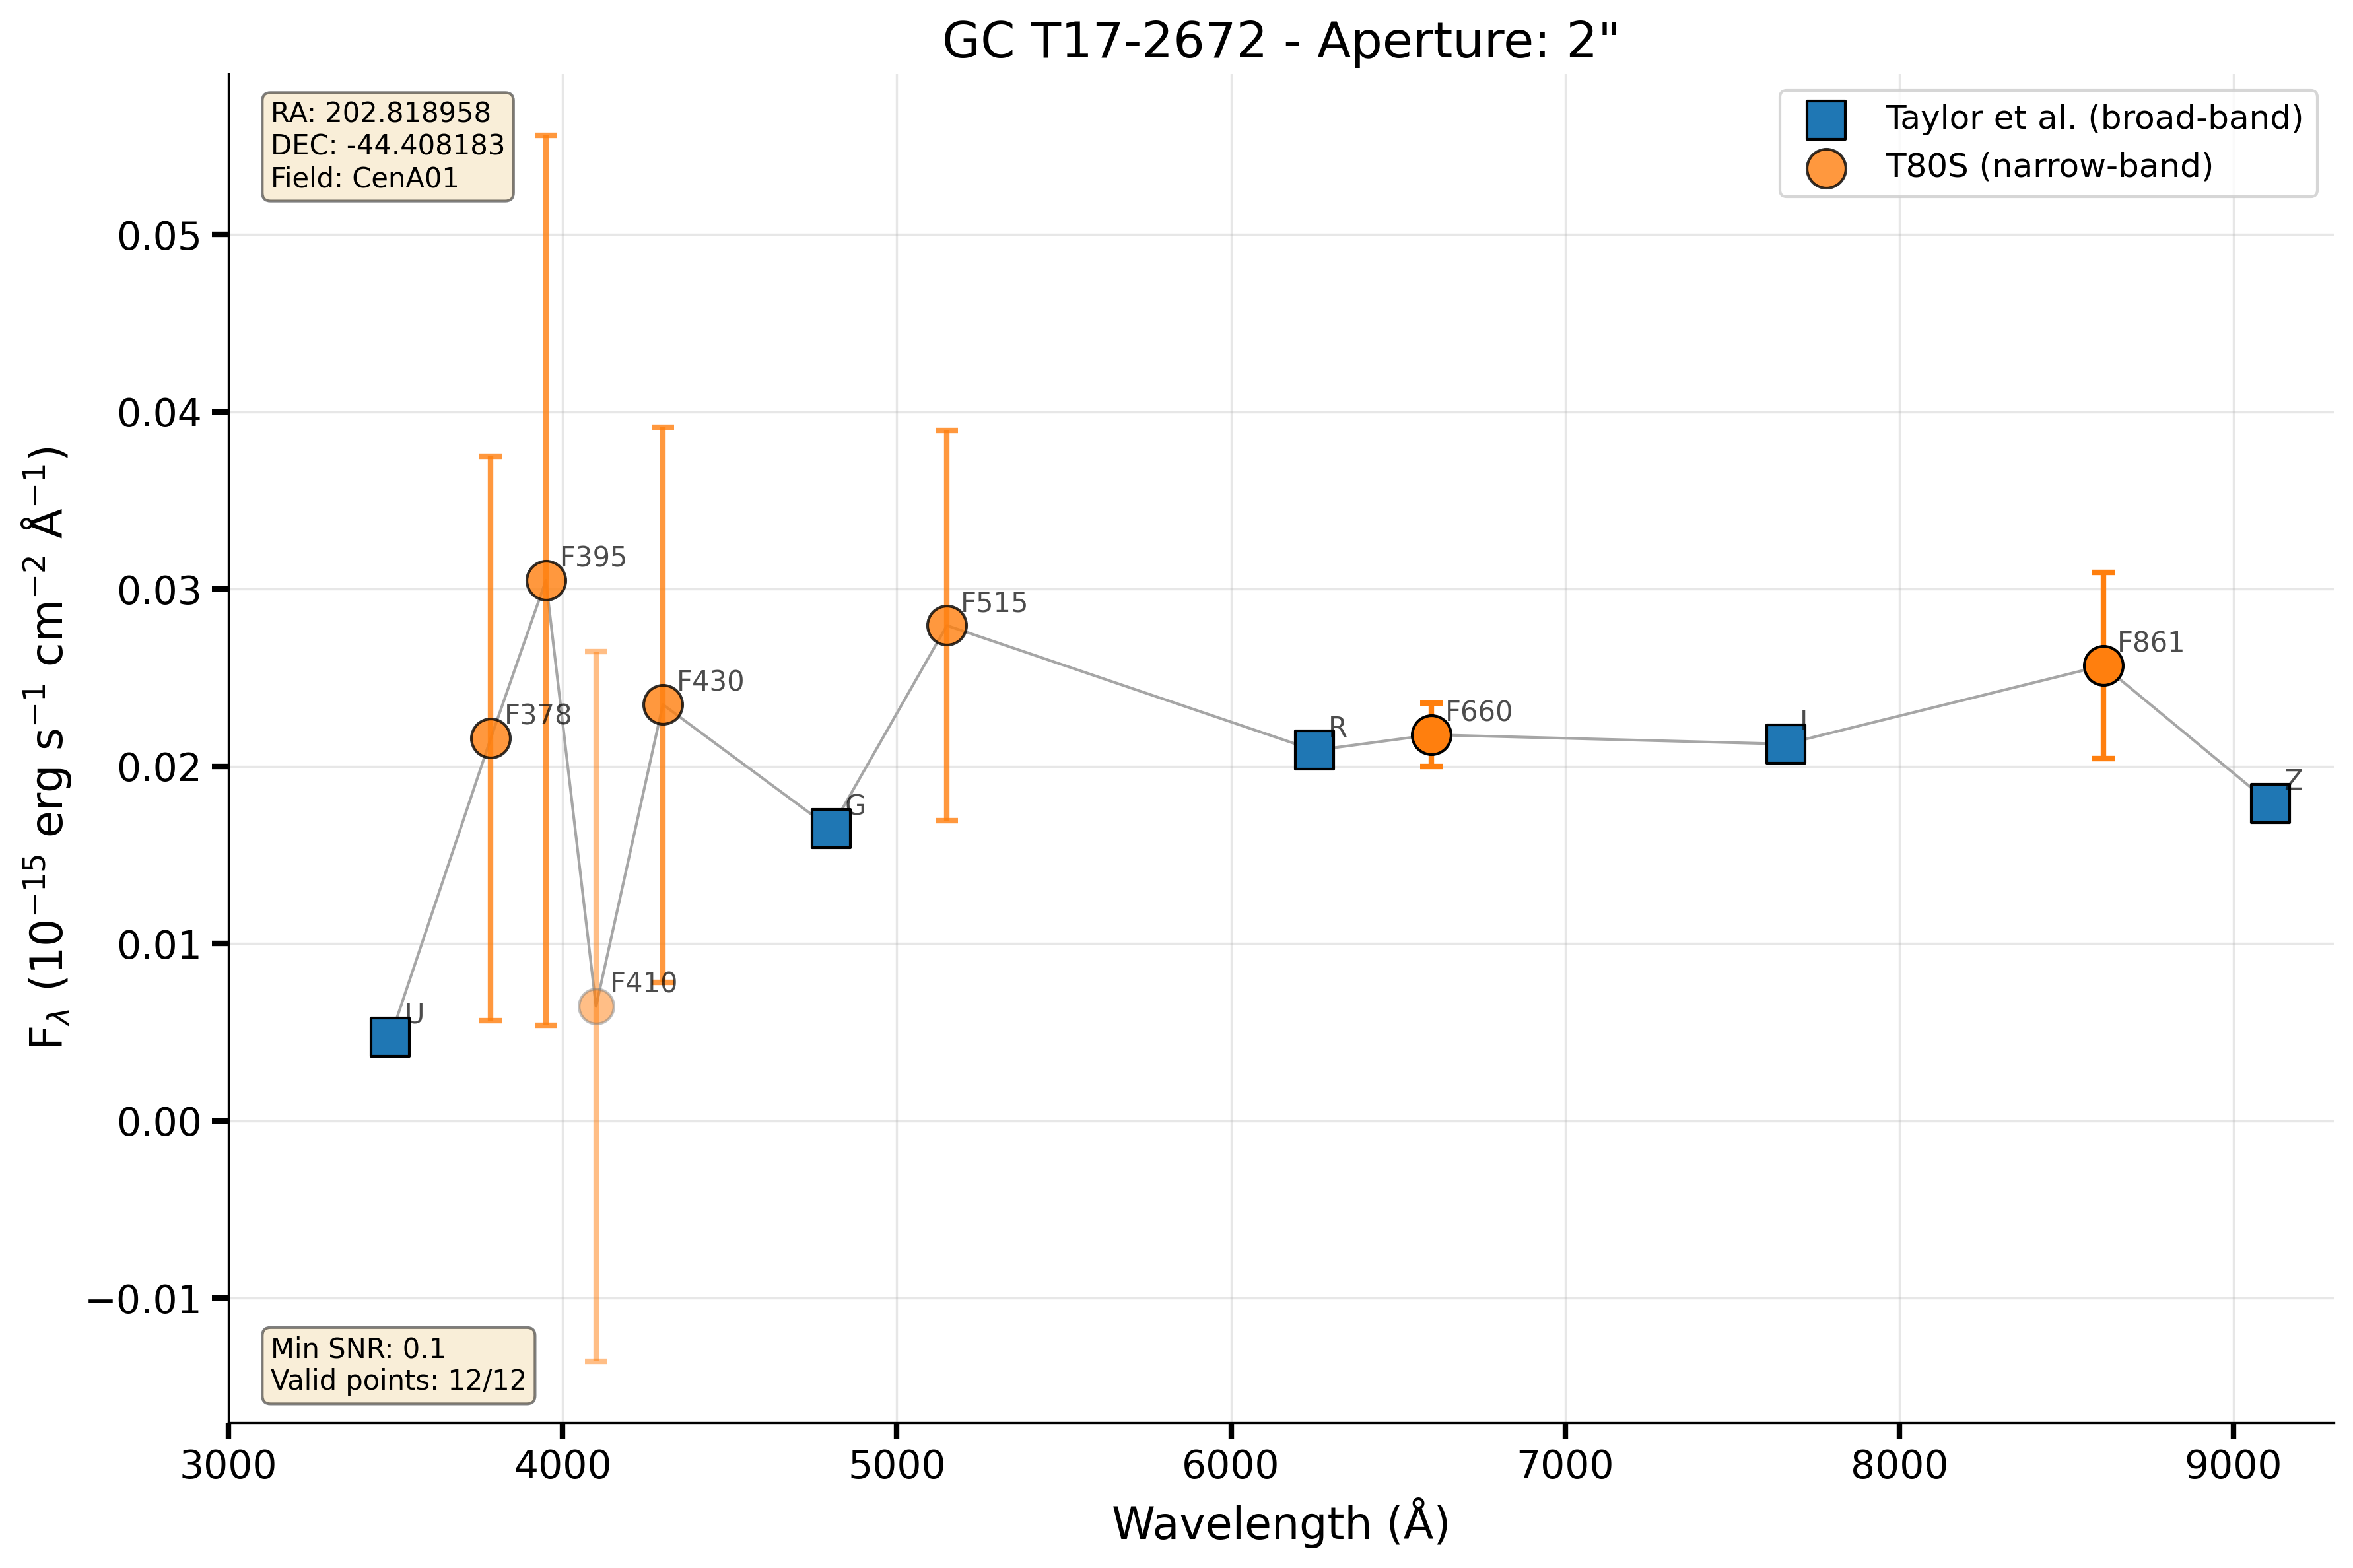 GC T17-2672 - Aperture: 2"
RA: 202.818958
DEC: -44.408183
Field: CenA01
Taylor et al. (broad-band)
T80S (narrow-band)
F_λ (10⁻¹⁵ erg s⁻¹ cm⁻² Å⁻¹)
0.05
0.04
0.03
0.02
0.01
0.00
−0.01
U
F378
F395
F410
F430
G
F515
R
F660
I
F861
Z
Min SNR: 0.1
Valid points: 12/12
3000 4000 5000 6000 7000 8000 9000
Wavelength (Å)